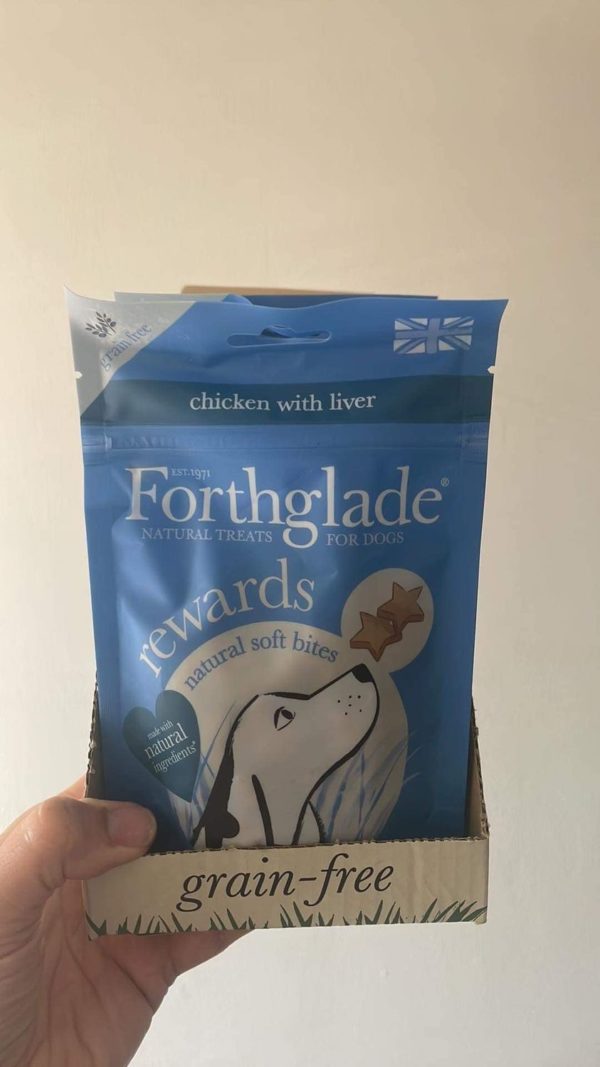 grain free
chicken with liver
EST.1971
Forthglade®
NATURAL TREATS FOR DOGS
rewards
natural soft bites
made with
natural
ingredients*
grain-free